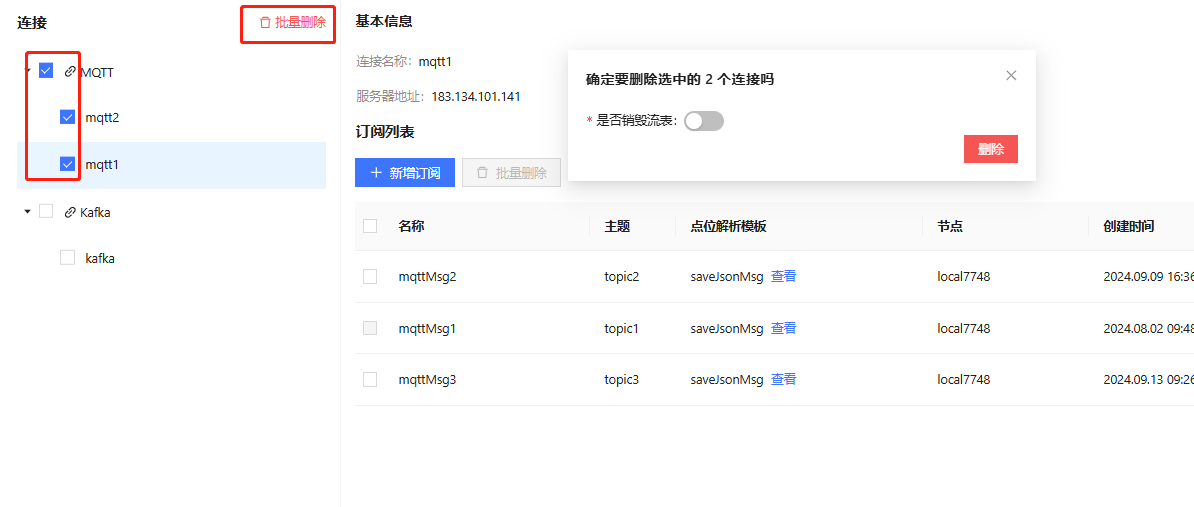 连接
批量删除
MQTT
mqtt2
mqtt1
Kafka
kafka
基本信息
连接名称：mqtt1
服务器地址：183.134.101.141
订阅列表
新增订阅 批量删除
确定要删除选中的 2 个连接吗
* 是否销毁流表：
删除
名称 主题 点位解析模板 节点 创建时间
mqttMsg2 topic2 saveJsonMsg 查看 local7748 2024.09.09 16:36
mqttMsg1 topic1 saveJsonMsg 查看 local7748 2024.08.02 09:48
mqttMsg3 topic3 saveJsonMsg 查看 local7748 2024.09.13 09:26